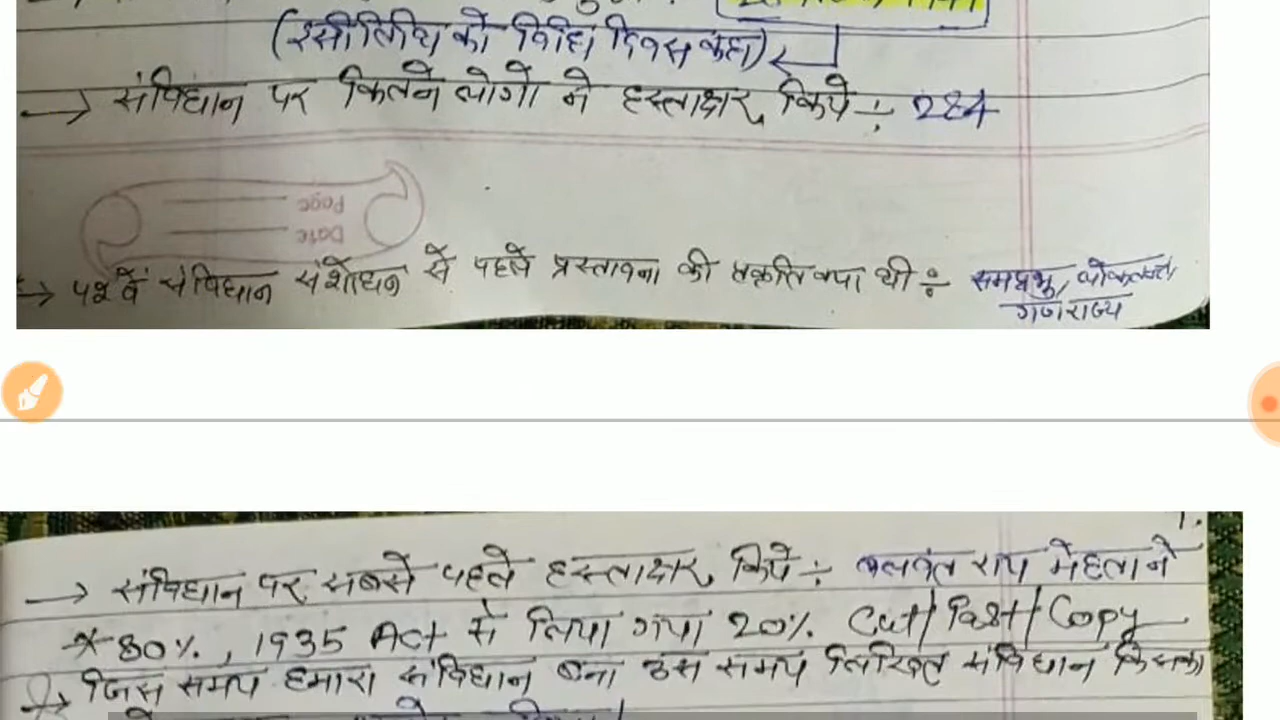 (इसी तिथि को विधि दिवस कहा)
→ संविधान पर कितने लोगो ने हस्ताक्षर किये ÷ 284
Page
Date
→ 42वें संविधान संशोधन से पहले प्रस्तावना की प्रकृति क्या थी ÷ सम्प्रभु, लोकतन्त्र,
गणराज्य
→ संविधान पर सबसे पहले हस्ताक्षर किये ÷ बलवंत राय मेहता ने
* 80%, 1935 Act से लिया गया 20% Cut/Past/Copy
→ जिस समय हमारा संविधान बना उस समय लिखित संविधान किसका